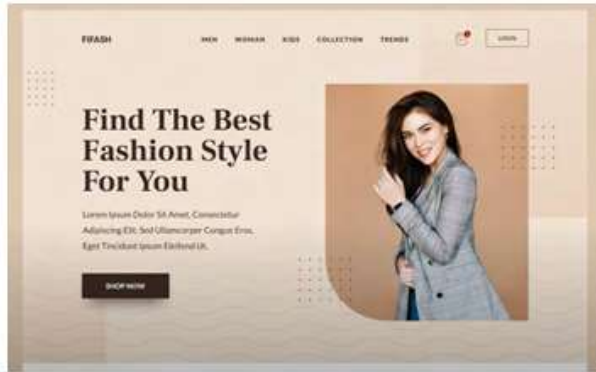 FIFASH
MEN WOMAN KIDS COLLECTION TRENDS
LOGIN
Find The Best
Fashion Style
For You
Lorem Ipsum Dolor Sit Amet, Consectetur
Adipiscing Elit. Sed Ullamcorper Congue Eros,
Eget Tincidunt Ipsum Eleifend Ut.
SHOP NOW